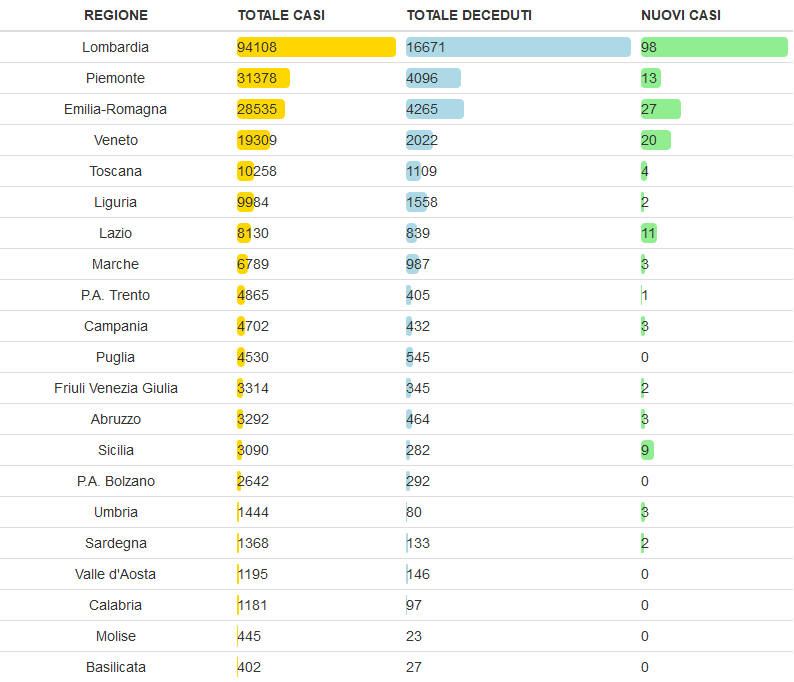 REGIONE TOTALE CASI TOTALE DECEDUTI NUOVI CASI
Lombardia 94108 16671 98
Piemonte 31378 4096 13
Emilia-Romagna 28535 4265 27
Veneto 19309 2022 20
Toscana 10258 1109 4
Liguria 9984 1558 2
Lazio 8130 839 11
Marche 6789 987 3
P.A. Trento 4865 405 1
Campania 4702 432 3
Puglia 4530 545 0
Friuli Venezia Giulia 3314 345 2
Abruzzo 3292 464 3
Sicilia 3090 282 9
P.A. Bolzano 2642 292 0
Umbria 1444 80 3
Sardegna 1368 133 2
Valle d'Aosta 1195 146 0
Calabria 1181 97 0
Molise 445 23 0
Basilicata 402 27 0